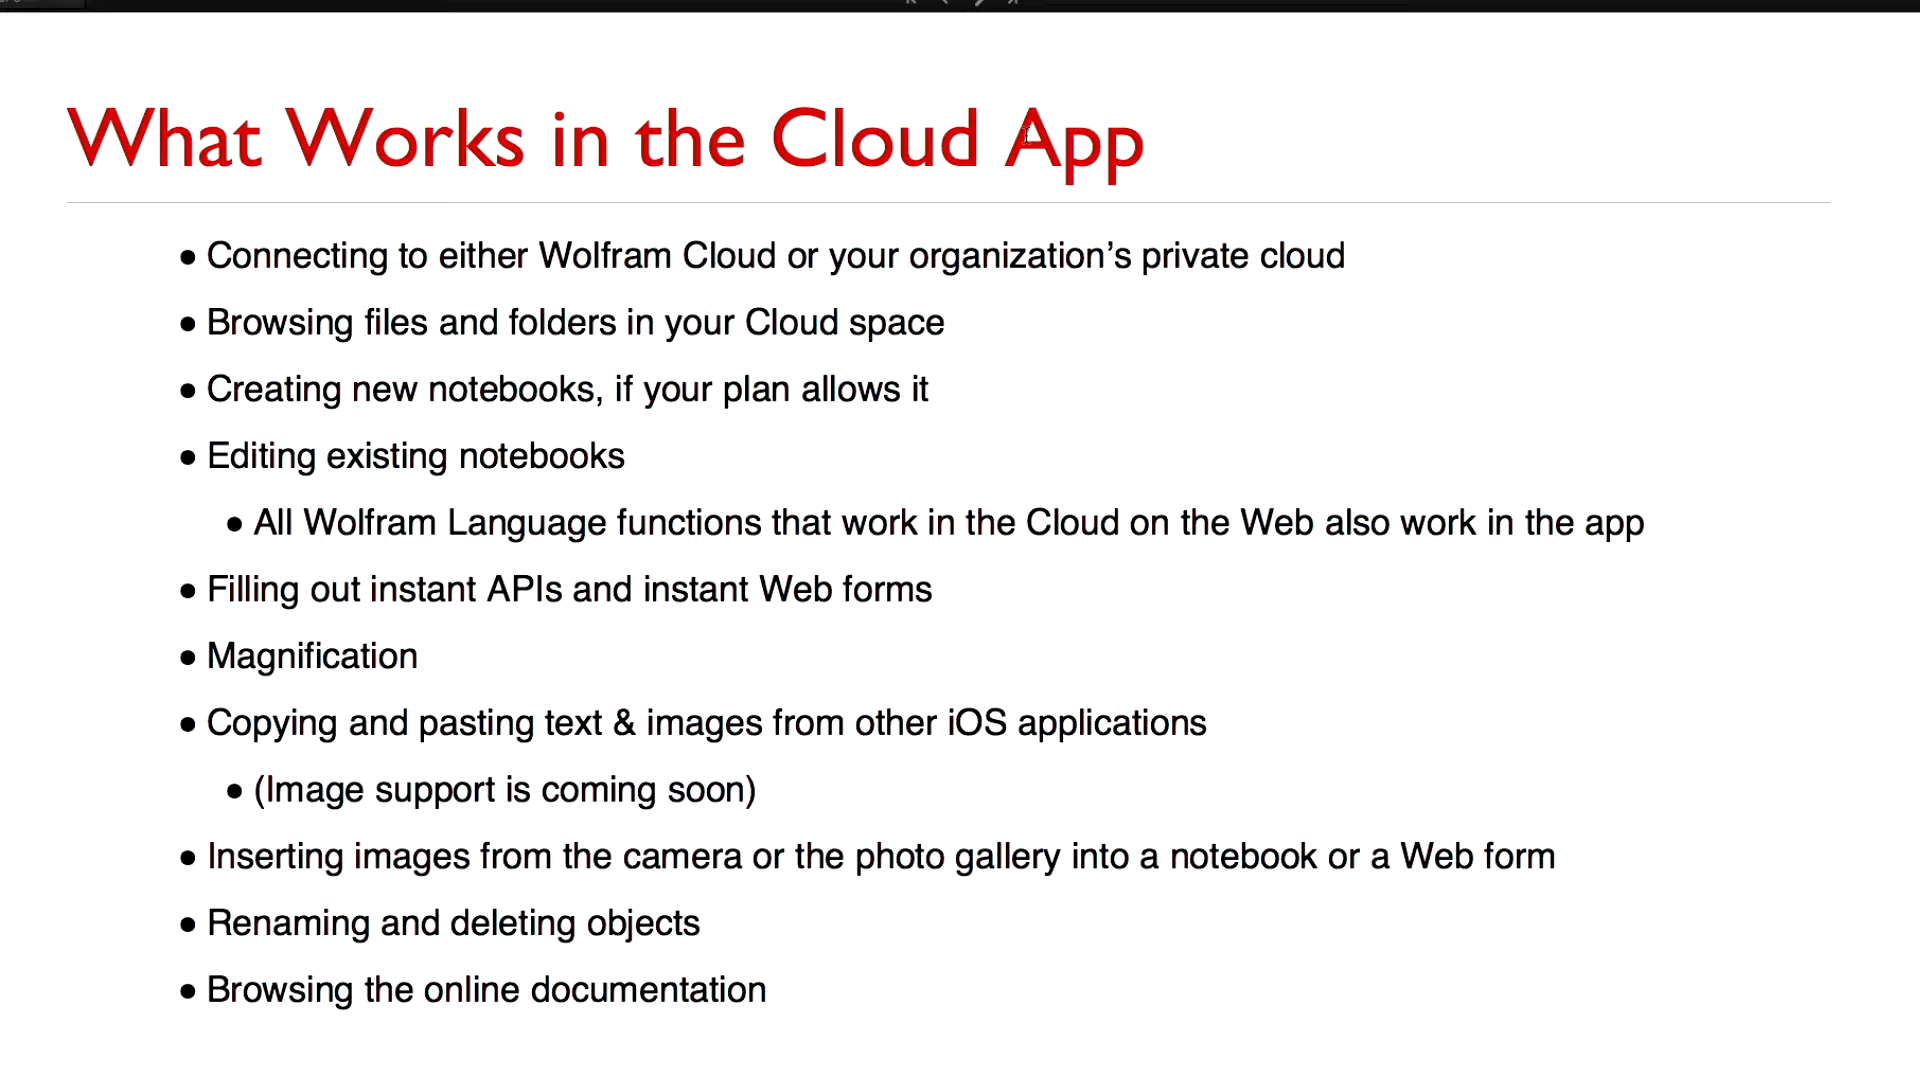 What Works in the Cloud App
● Connecting to either Wolfram Cloud or your organization’s private cloud
● Browsing files and folders in your Cloud space
● Creating new notebooks, if your plan allows it
● Editing existing notebooks
● All Wolfram Language functions that work in the Cloud on the Web also work in the app
● Filling out instant APIs and instant Web forms
● Magnification
● Copying and pasting text & images from other iOS applications
● (Image support is coming soon)
● Inserting images from the camera or the photo gallery into a notebook or a Web form
● Renaming and deleting objects
● Browsing the online documentation